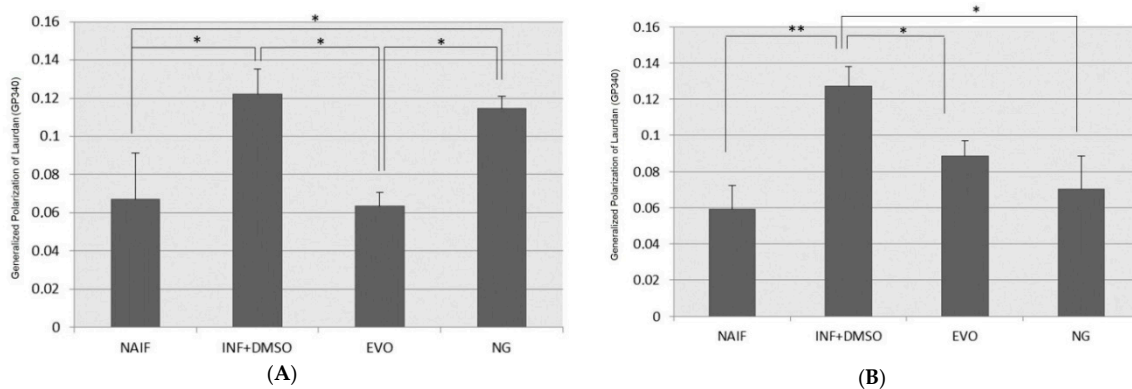 0.16
0.14
0.12
0.1
0.08
0.06
0.04
0.02
0
Generalized Polarization of Laurdan (GP340)
*
*
*
*
NAIF
INF+DMSO
EVO
NG
(A)
0.16
0.14
0.12
0.1
0.08
0.06
0.04
0.02
0
Generalized Polarization of Laurdan (GP340)
*
**
*
NAIF
INF+DMSO
EVO
NG
(B)